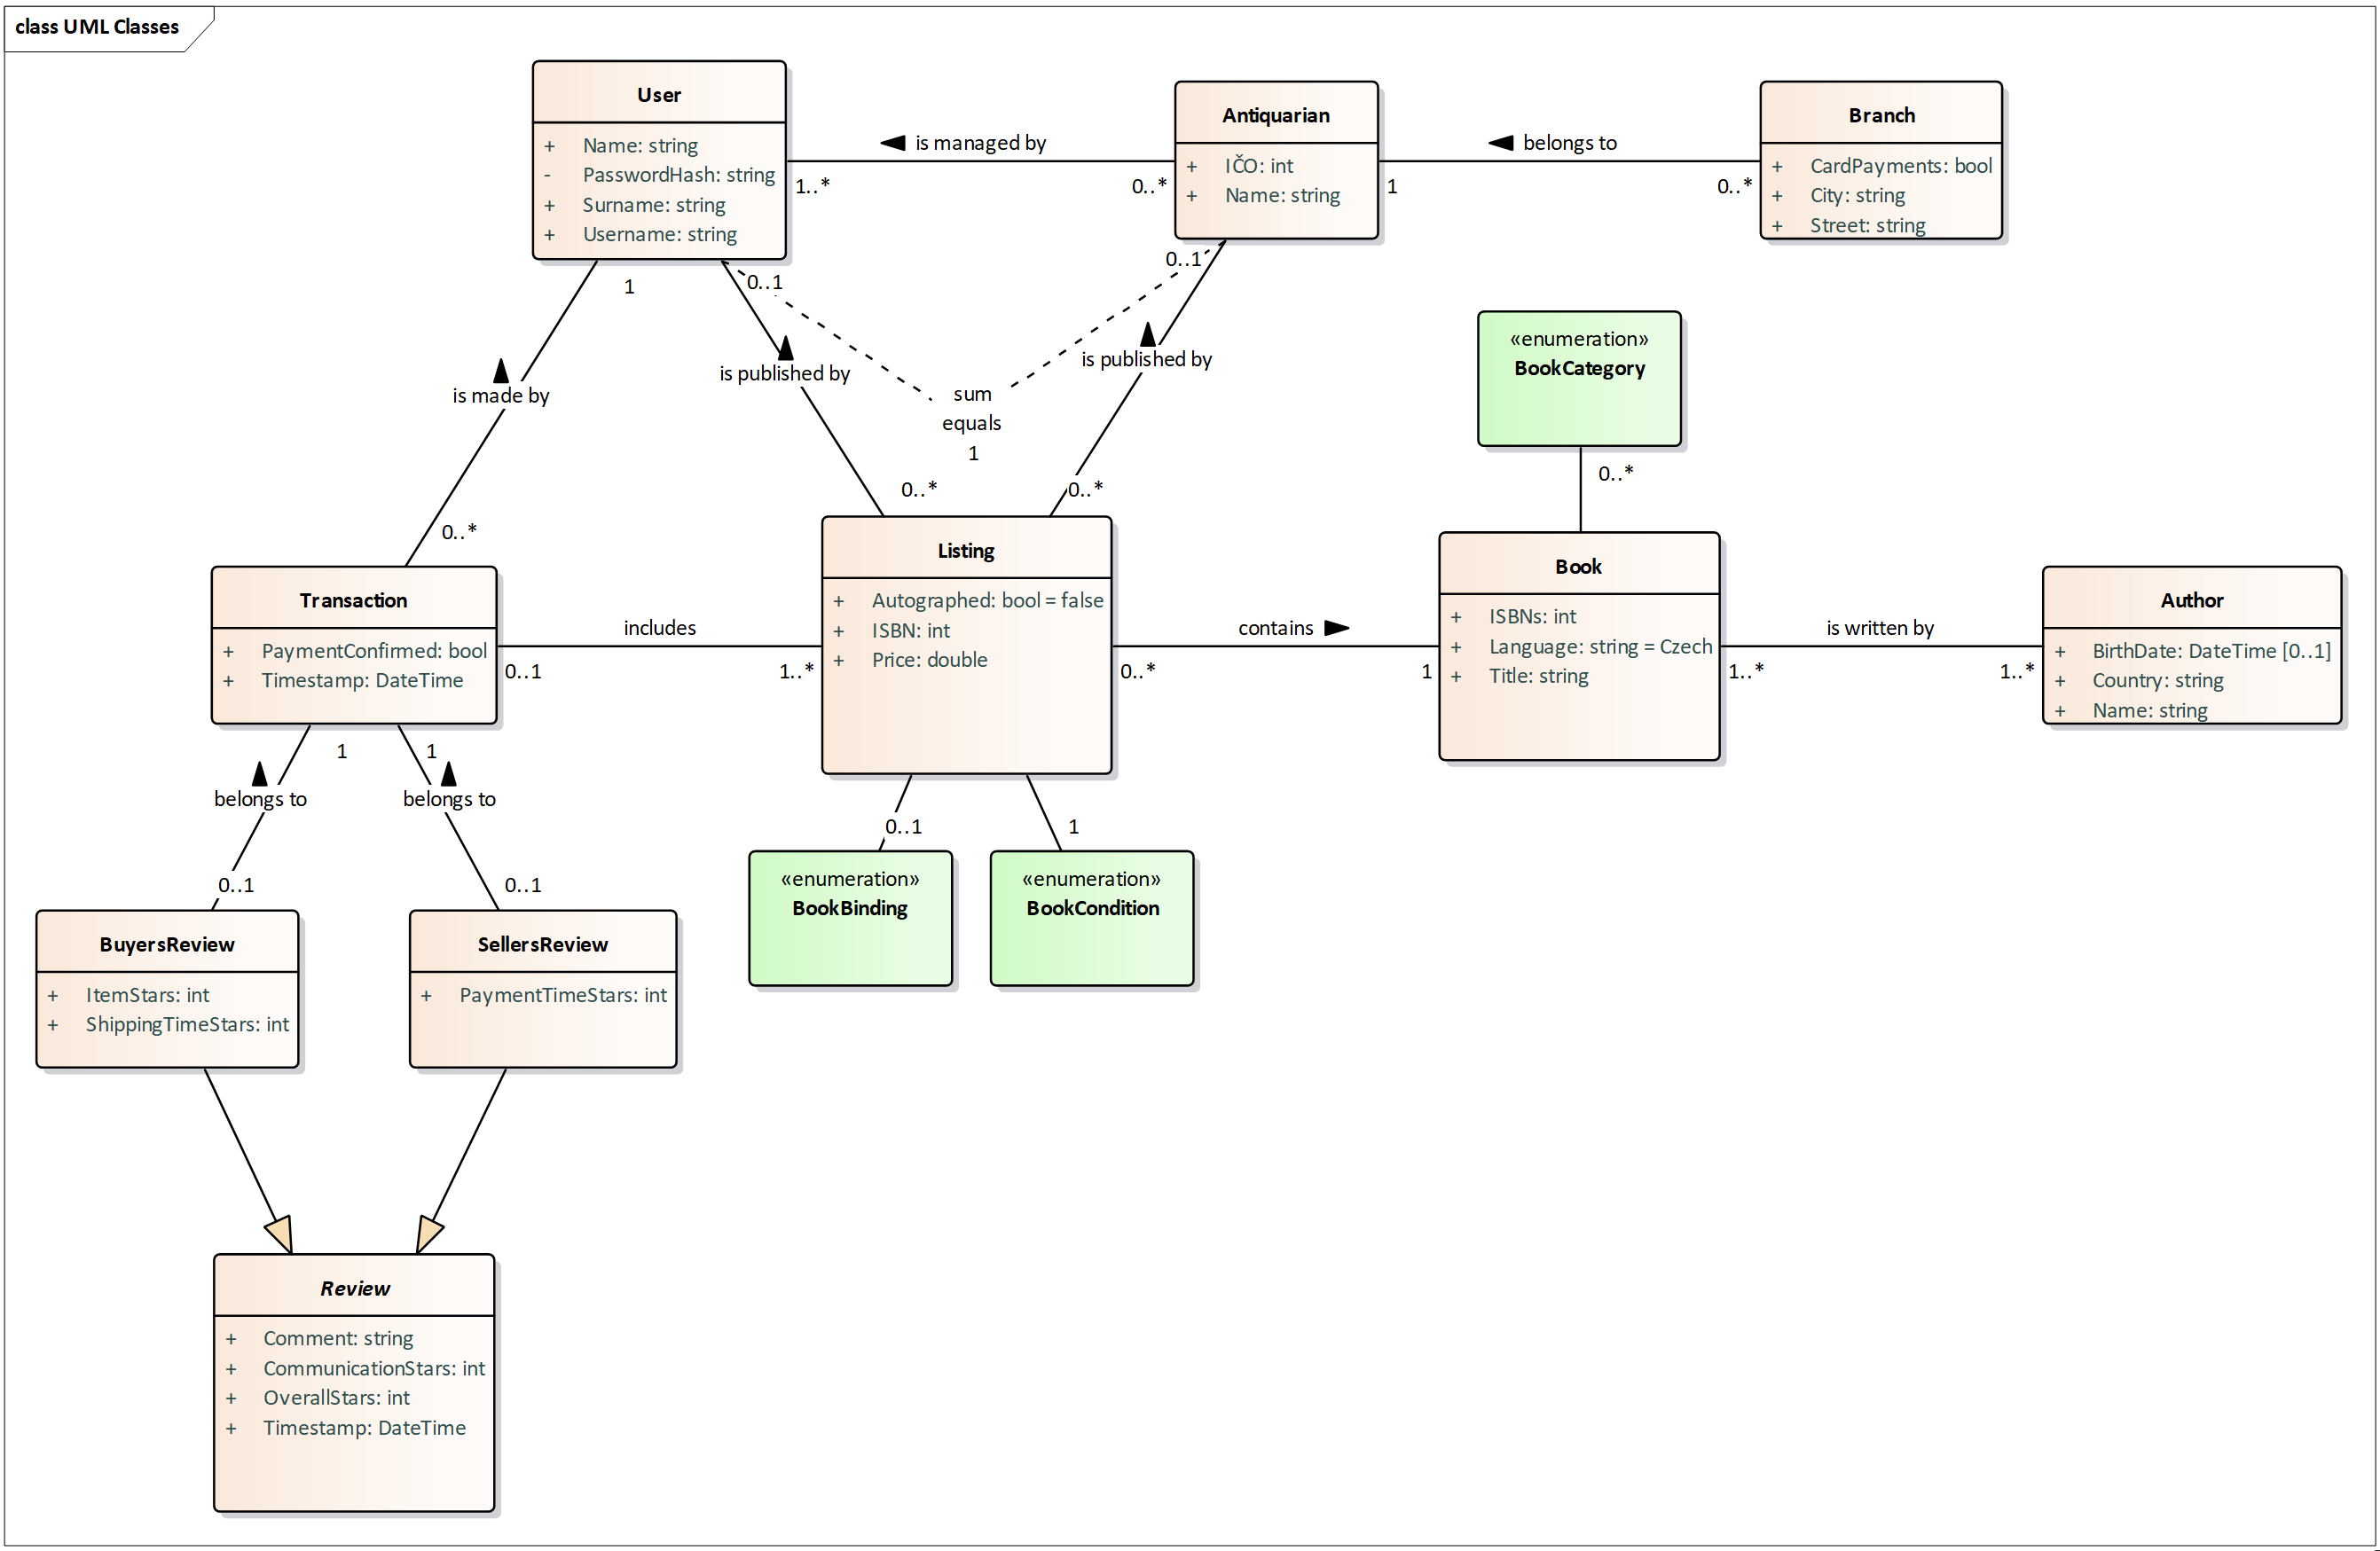 class UML Classes
User
+ Name: string
- PasswordHash: string
+ Surname: string
+ Username: string
is managed by
1..*
0..*
Antiquarian
+ IČO: int
+ Name: string
belongs to
1
0..*
Branch
+ CardPayments: bool
+ City: string
+ Street: string
1
0..1
0..1
is made by
is published by
is published by
sum
equals
1
0..*
0..*
0..*
«enumeration»
BookCategory
0..*
Transaction
+ PaymentConfirmed: bool
+ Timestamp: DateTime
includes
0..1
1..*
Listing
+ Autographed: bool = false
+ ISBN: int
+ Price: double
contains
0..*
1
Book
+ ISBNs: int
+ Language: string = Czech
+ Title: string
is written by
1..*
1..*
Author
+ BirthDate: DateTime [0..1]
+ Country: string
+ Name: string
1
1
belongs to
belongs to
0..1
0..1
0..1
1
«enumeration»
BookBinding
«enumeration»
BookCondition
BuyersReview
+ ItemStars: int
+ ShippingTimeStars: int
SellersReview
+ PaymentTimeStars: int
Review
+ Comment: string
+ CommunicationStars: int
+ OverallStars: int
+ Timestamp: DateTime